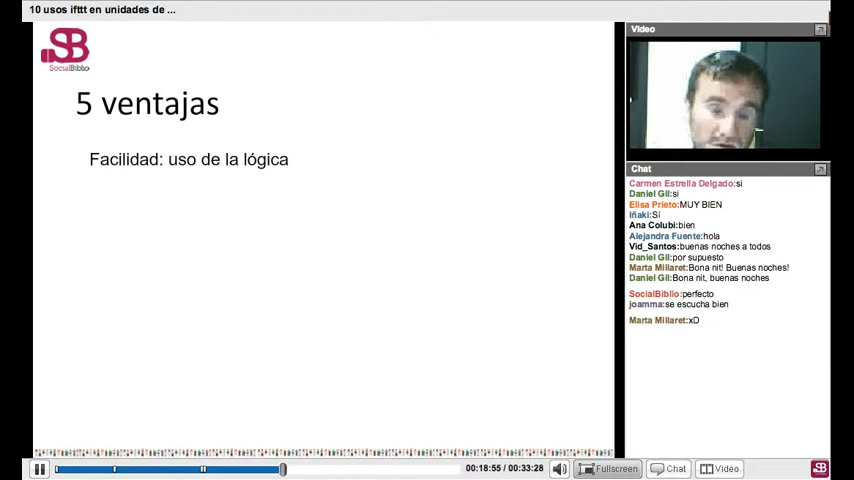 10 usos ifttt en unidades de ...
SB
SocialBiblio
5 ventajas
Facilidad: uso de la lógica
Video
Chat
Carmen Estrella Delgado:si
Daniel Gil:si
Elisa Prieto:MUY BIEN
Iñaki:Sí
Ana Colubi:bien
Alejandra Fuente:hola
Vid_Santos:buenas noches a todos
Daniel Gil:por supuesto
Marta Millaret:Bona nit! Buenas noches!
Daniel Gil:Bona nit, buenas noches
SocialBiblio:perfecto
joamma:se escucha bien
Marta Millaret:xD
00:18:55 / 00:33:28
Fullscreen
Chat
Video
SB